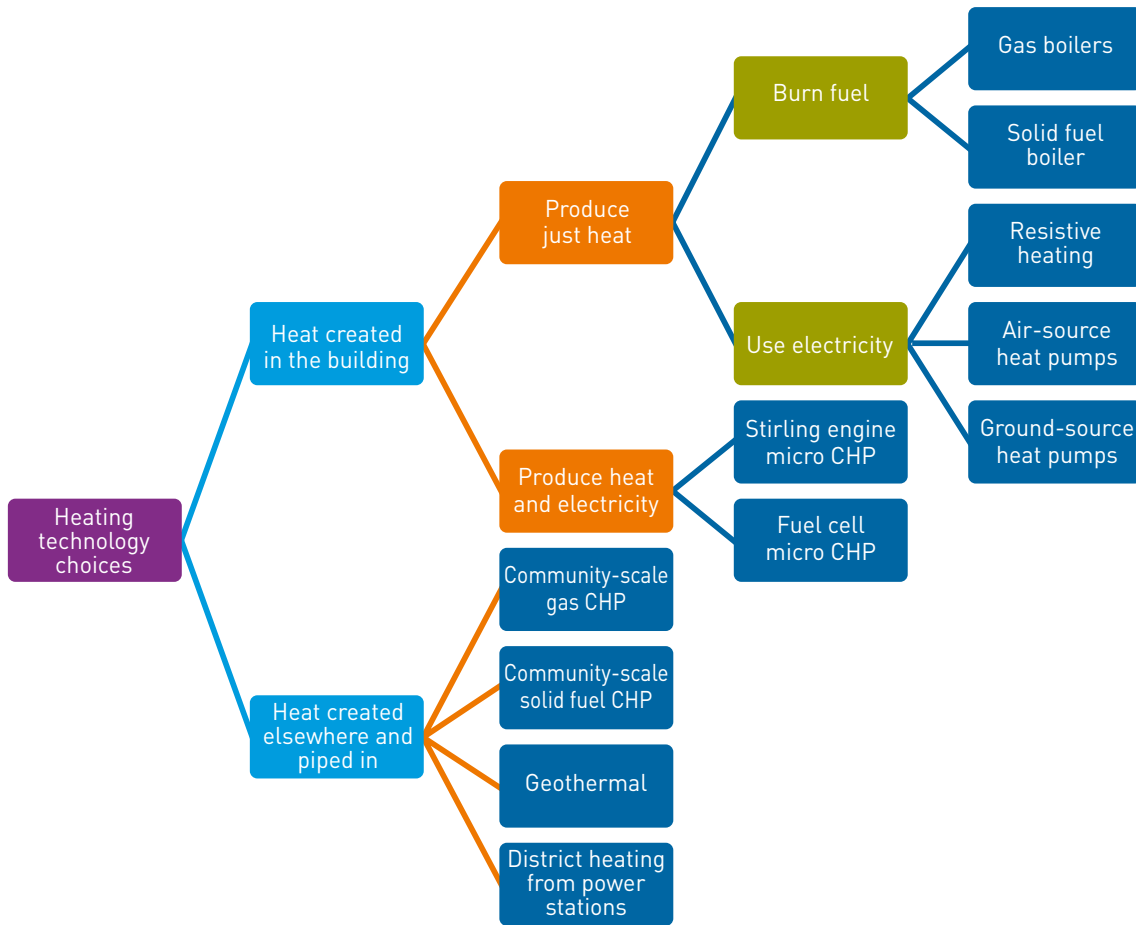 Heating
technology
choices
Heat created
in the building
Heat created
elsewhere and
piped in
Produce
just heat
Produce heat
and electricity
Community-scale
gas CHP
Community-scale
solid fuel CHP
Geothermal
District heating
from power
stations
Burn fuel
Use electricity
Stirling engine
micro CHP
Fuel cell
micro CHP
Gas boilers
Solid fuel
boiler
Resistive
heating
Air-source
heat pumps
Ground-source
heat pumps